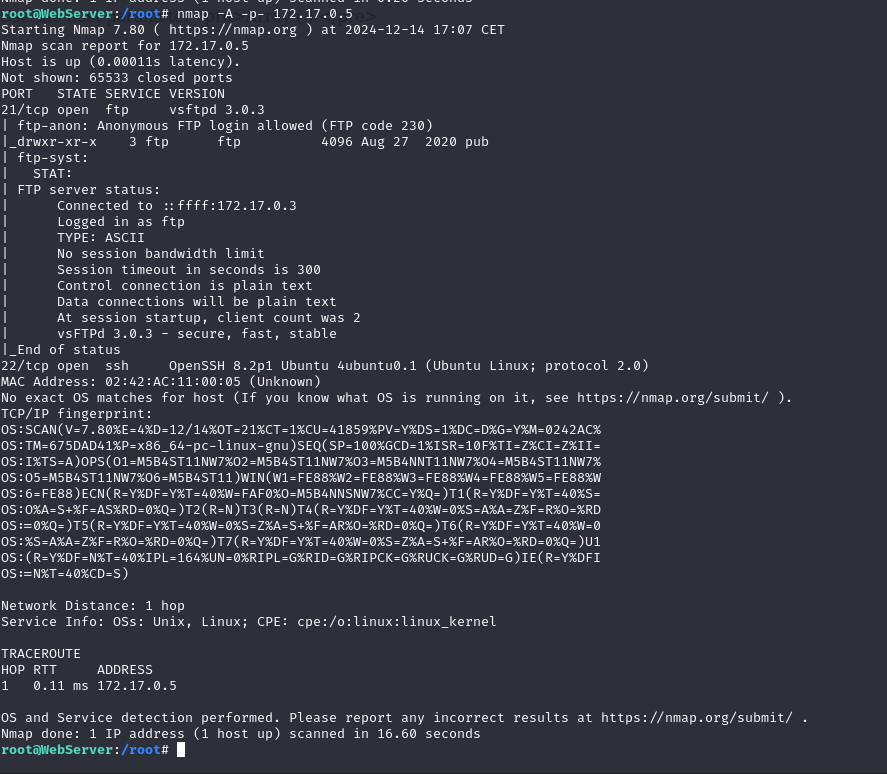 root@WebServer:/root# nmap -A -p- 172.17.0.5
Starting Nmap 7.80 ( https://nmap.org ) at 2024-12-14 17:07 CET
Nmap scan report for 172.17.0.5
Host is up (0.00011s latency).
Not shown: 65533 closed ports
PORT   STATE SERVICE VERSION
21/tcp open  ftp     vsftpd 3.0.3
| ftp-anon: Anonymous FTP login allowed (FTP code 230)
|_drwxr-xr-x    3 ftp      ftp          4096 Aug 27  2020 pub
| ftp-syst:
|   STAT:
| FTP server status:
|      Connected to ::ffff:172.17.0.3
|      Logged in as ftp
|      TYPE: ASCII
|      No session bandwidth limit
|      Session timeout in seconds is 300
|      Control connection is plain text
|      Data connections will be plain text
|      At session startup, client count was 2
|      vsFTPd 3.0.3 - secure, fast, stable
|_End of status
22/tcp open  ssh     OpenSSH 8.2p1 Ubuntu 4ubuntu0.1 (Ubuntu Linux; protocol 2.0)
MAC Address: 02:42:AC:11:00:05 (Unknown)
No exact OS matches for host (If you know what OS is running on it, see https://nmap.org/submit/ ).
TCP/IP fingerprint:
OS:SCAN(V=7.80%E=4%D=12/14%OT=21%CT=1%CU=41859%PV=Y%DS=1%DC=D%G=Y%M=0242AC%
OS:TM=675DAD41%P=x86_64-pc-linux-gnu)SEQ(SP=100%GCD=1%ISR=10F%TI=Z%CI=Z%II=
OS:I%TS=A)OPS(O1=M5B4ST11NW7%O2=M5B4ST11NW7%O3=M5B4NNT11NW7%O4=M5B4ST11NW7%
OS:O5=M5B4ST11NW7%O6=M5B4ST11)WIN(W1=FE88%W2=FE88%W3=FE88%W4=FE88%W5=FE88%W
OS:6=FE88)ECN(R=Y%DF=Y%T=40%W=FAF0%O=M5B4NNSNW7%CC=Y%Q=)T1(R=Y%DF=Y%T=40%S=
OS:O%A=S+%F=AS%RD=0%Q=)T2(R=N)T3(R=N)T4(R=Y%DF=Y%T=40%W=0%S=A%A=Z%F=R%O=%RD
OS:=0%Q=)T5(R=Y%DF=Y%T=40%W=0%S=Z%A=S+%F=AR%O=%RD=0%Q=)T6(R=Y%DF=Y%T=40%W=0
OS:%S=A%A=Z%F=R%O=%RD=0%Q=)T7(R=Y%DF=Y%T=40%W=0%S=Z%A=S+%F=AR%O=%RD=0%Q=)U1
OS:(R=Y%DF=N%T=40%IPL=164%UN=0%RIPL=G%RID=G%RIPCK=G%RUCK=G%RUD=G)IE(R=Y%DFI
OS:=N%T=40%CD=S)
Network Distance: 1 hop
Service Info: OSs: Unix, Linux; CPE: cpe:/o:linux:linux_kernel
TRACEROUTE
HOP RTT     ADDRESS
1   0.11 ms 172.17.0.5
OS and Service detection performed. Please report any incorrect results at https://nmap.org/submit/ .
Nmap done: 1 IP address (1 host up) scanned in 16.60 seconds
root@WebServer:/root#